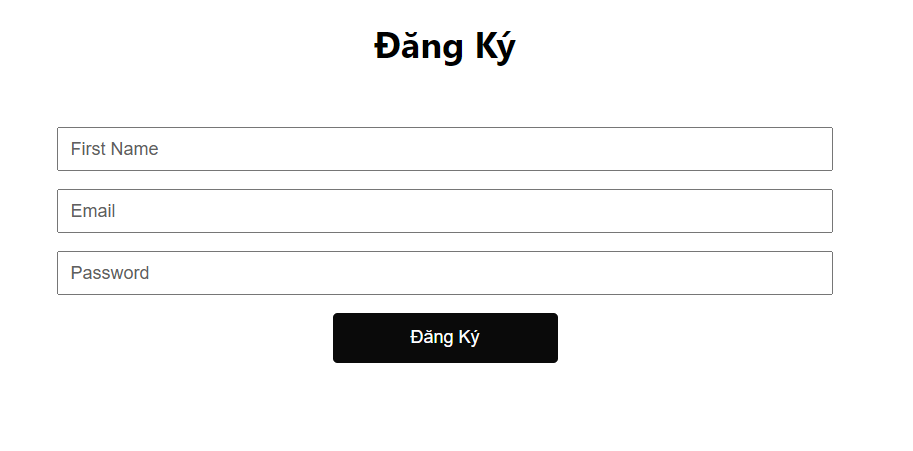 Đăng Ký
First Name
Email
Password
Đăng Ký